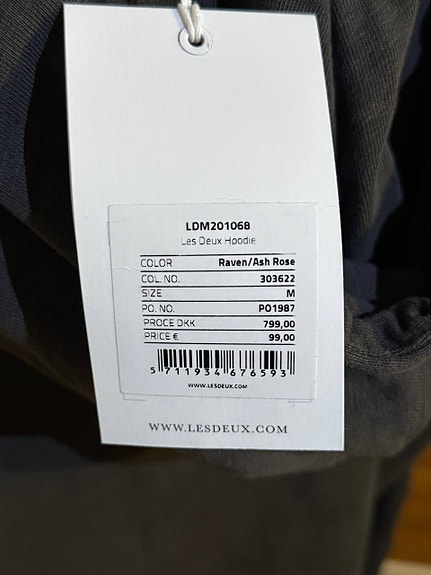 LDM201068
Les Deux Hoodie
COLOR Raven/Ash Rose
COL. NO. 303622
SIZE M
PO. NO. PO1987
PROCE DKK 799,00
PRICE € 99,00
5 711934 676593
WWW.LESDEUX.COM
WWW.LESDEUX.COM